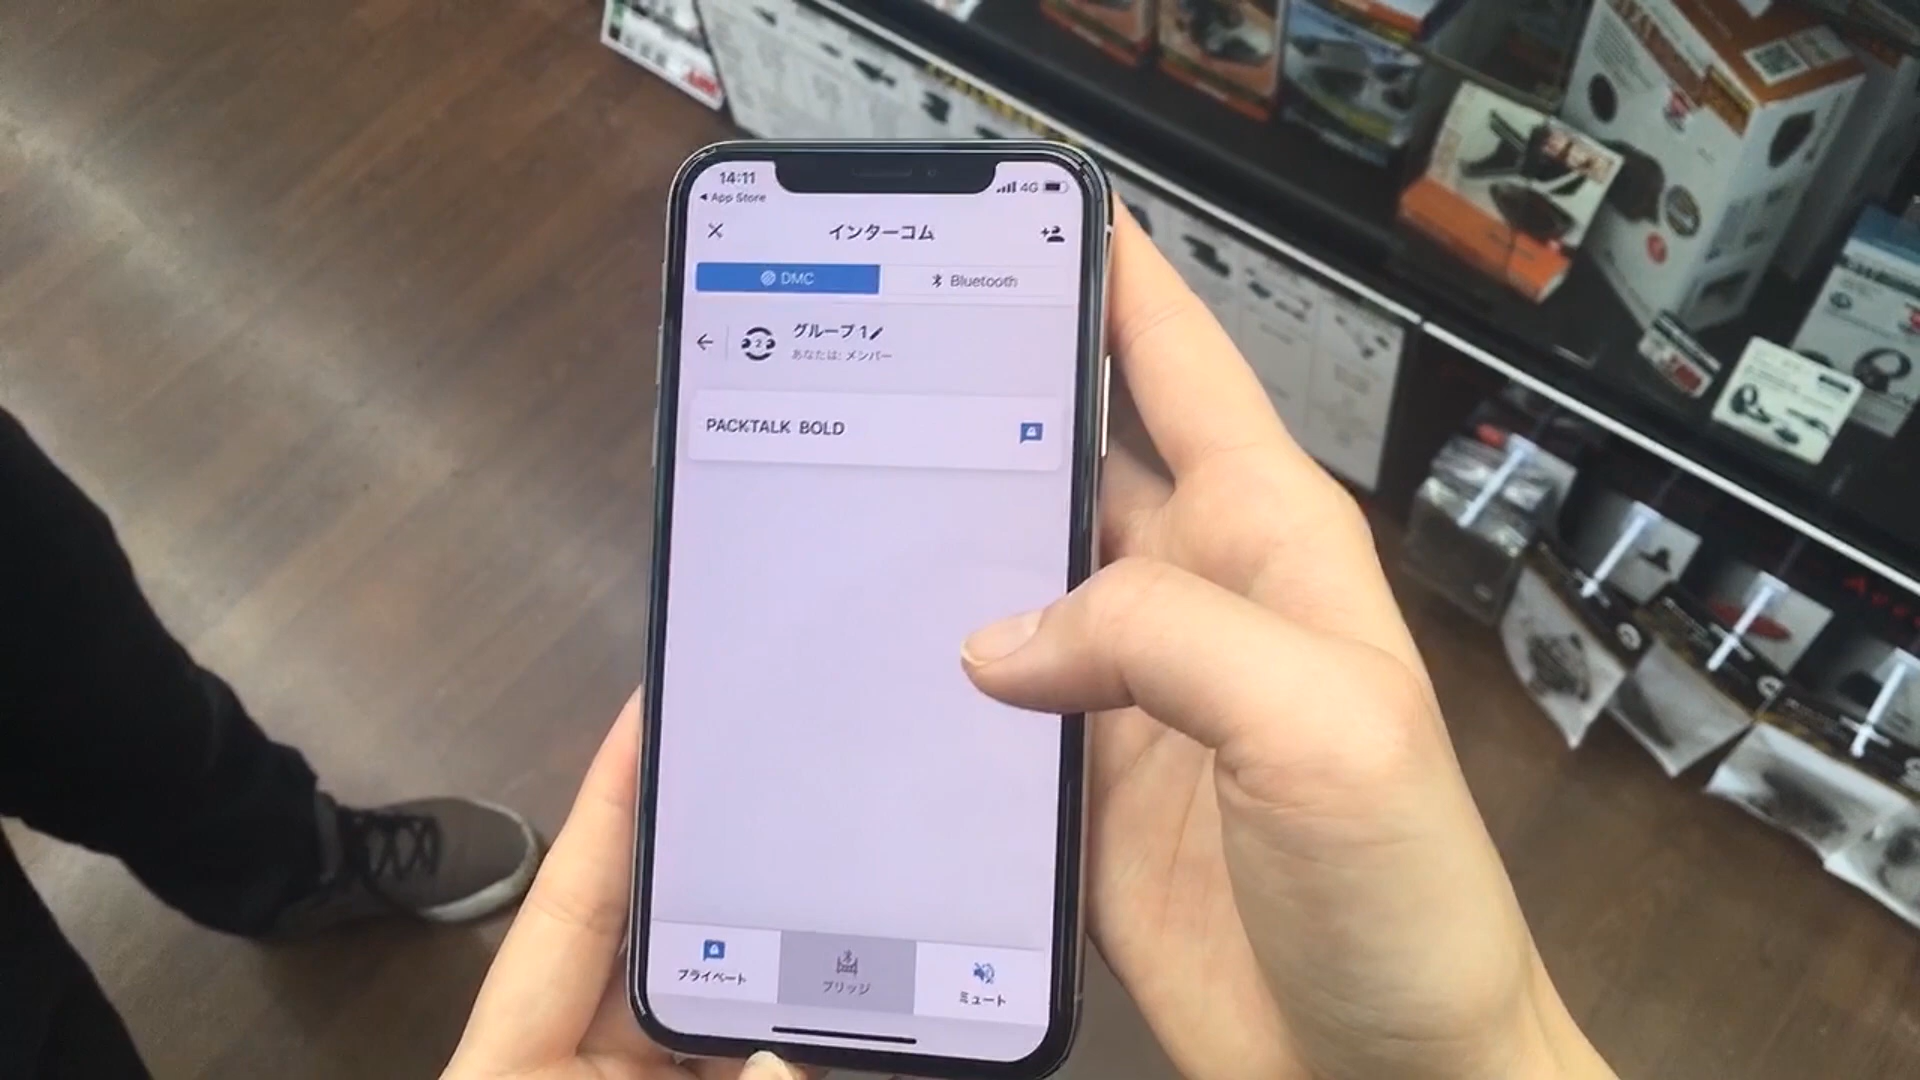 14:11
4G
◀ App Store
インターコム
DMC
Bluetooth
グループ 1
2
あなたは: メンバー
PACKTALK BOLD
プライベート
ブリッジ
ミュート